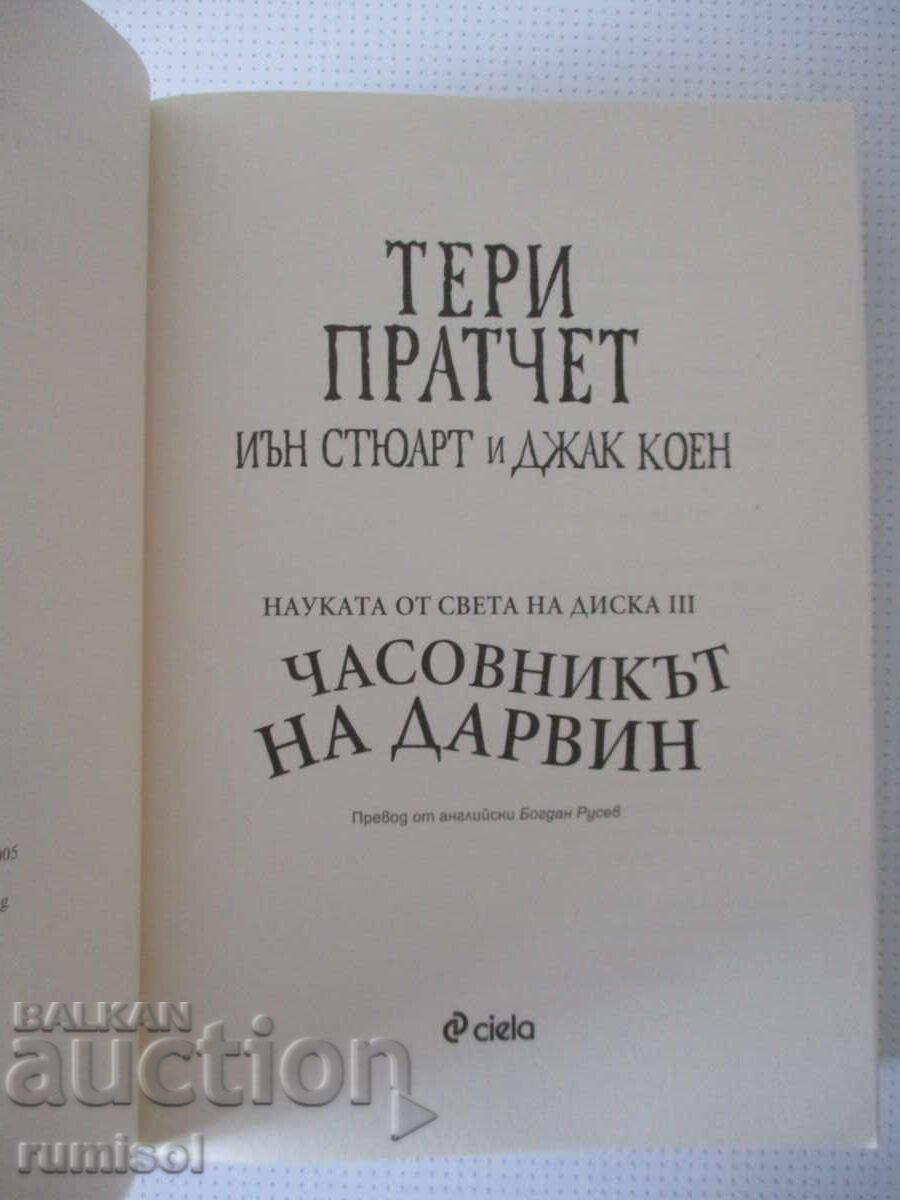 ТЕРИ
ПРАТЧЕТ
ИЪН СТЮАРТ И ДЖАК КОЕН
НАУКАТА ОТ СВЕТА НА ДИСКА III
ЧАСОВНИКЪТ
НА ДАРВИН
Превод от английски Богдан Русев
ciela
BALKAN
auction
rumisol